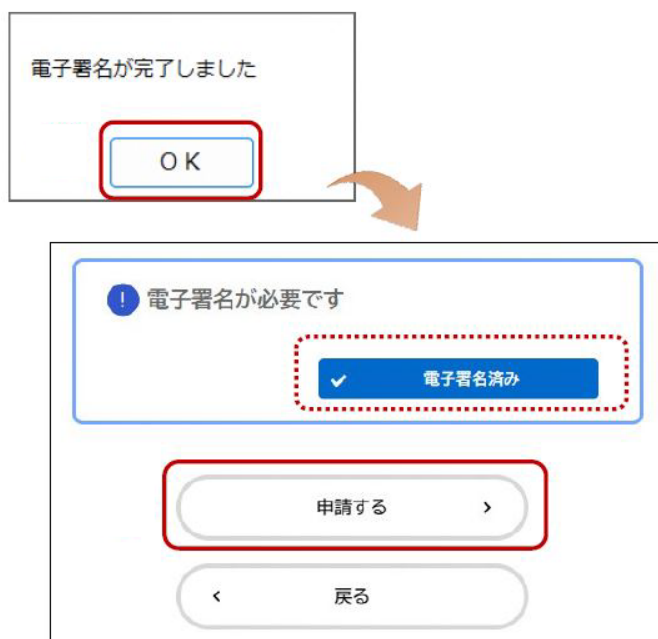 電子署名が完了しました
OK
! 電子署名が必要です
電子署名済み
申請する
戻る